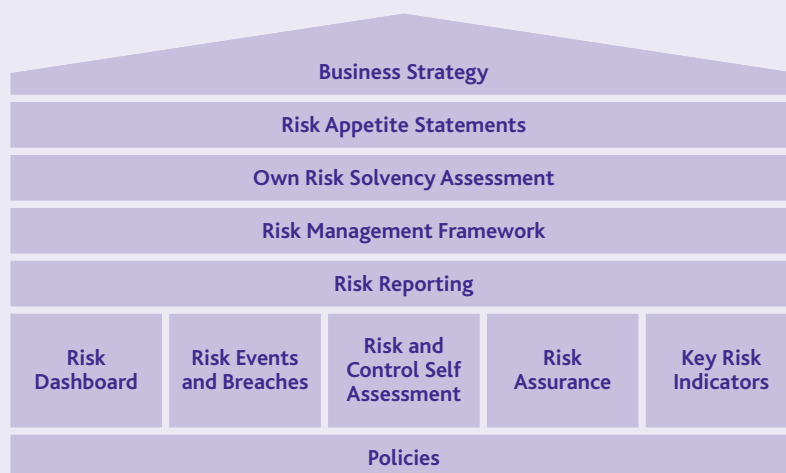 Business Strategy
Risk Appetite Statements
Own Risk Solvency Assessment
Risk Management Framework
Risk Reporting
Risk
Dashboard
Risk Events
and Breaches
Risk and
Control Self
Assessment
Risk
Assurance
Key Risk
Indicators
Policies